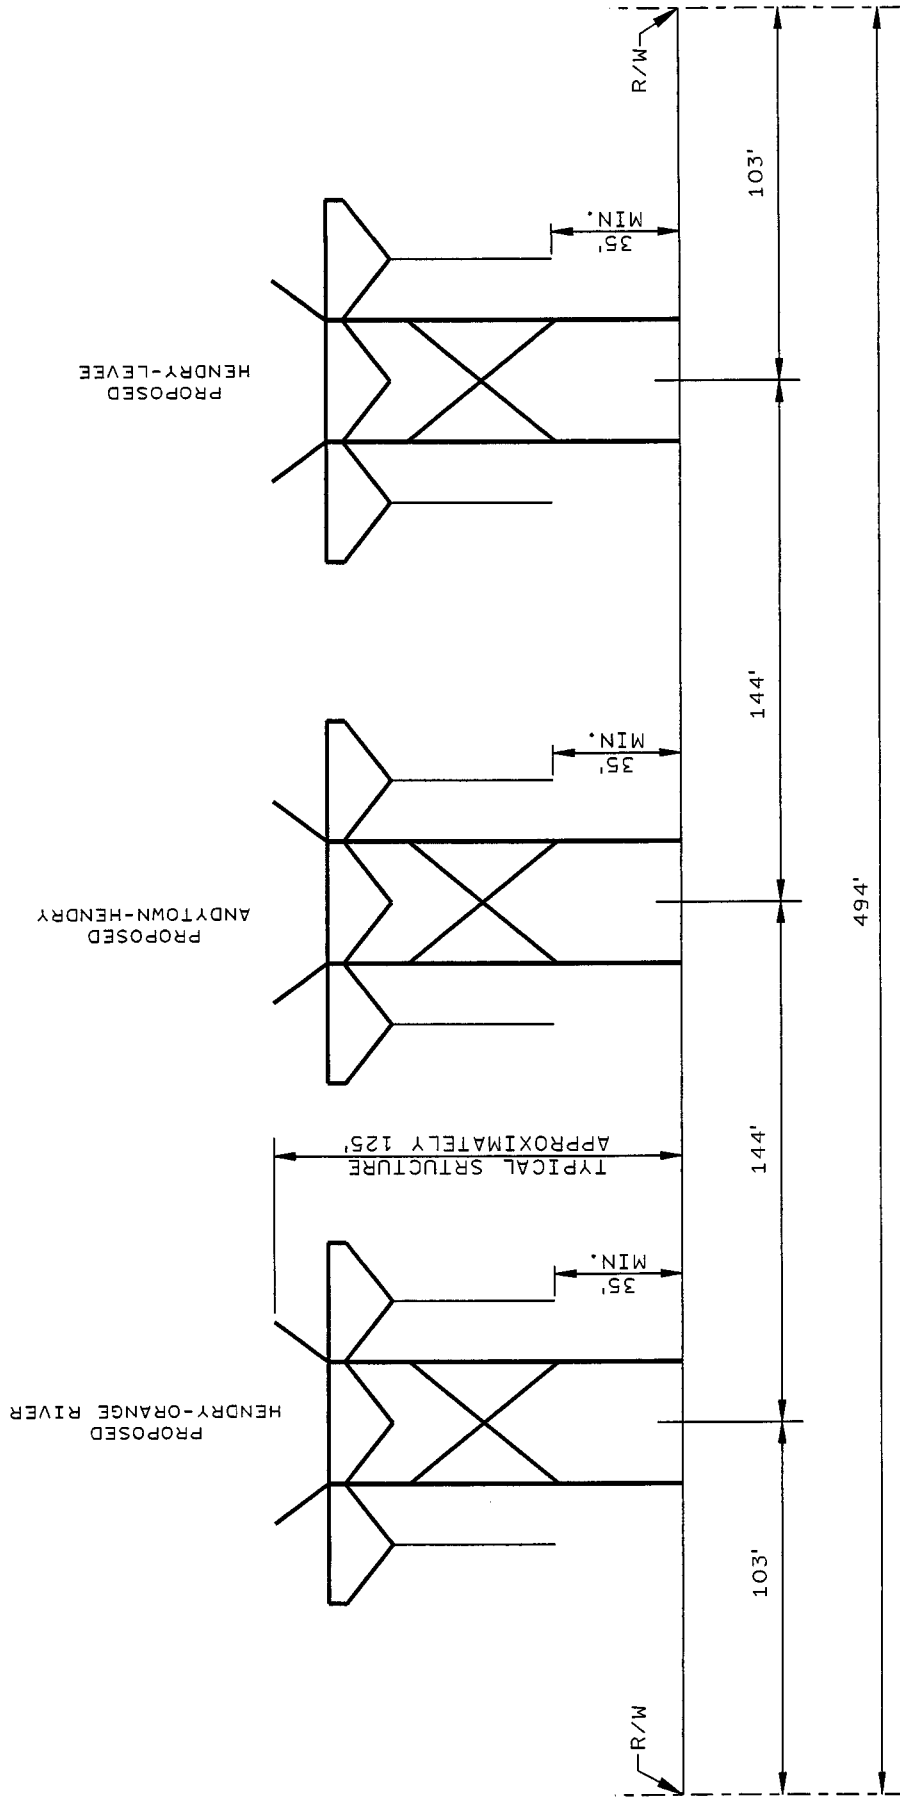 PROPOSED
HENDRY-LEVEE
PROPOSED
ANDYTOWN-HENDRY
PROPOSED
HENDRY-ORANGE RIVER
R/W
35'
MIN.
35'
MIN.
TYPICAL SRTUCTURE
APPROXIMATELY 125'
35'
MIN.
R/W
103'
144'
144'
103'
494'